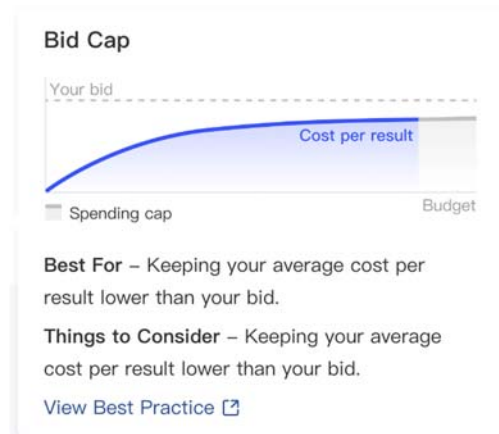 Bid Cap
Your bid
Cost per result
Spending cap
Budget
Best For – Keeping your average cost per
result lower than your bid.
Things to Consider – Keeping your average
cost per result lower than your bid.
View Best Practice